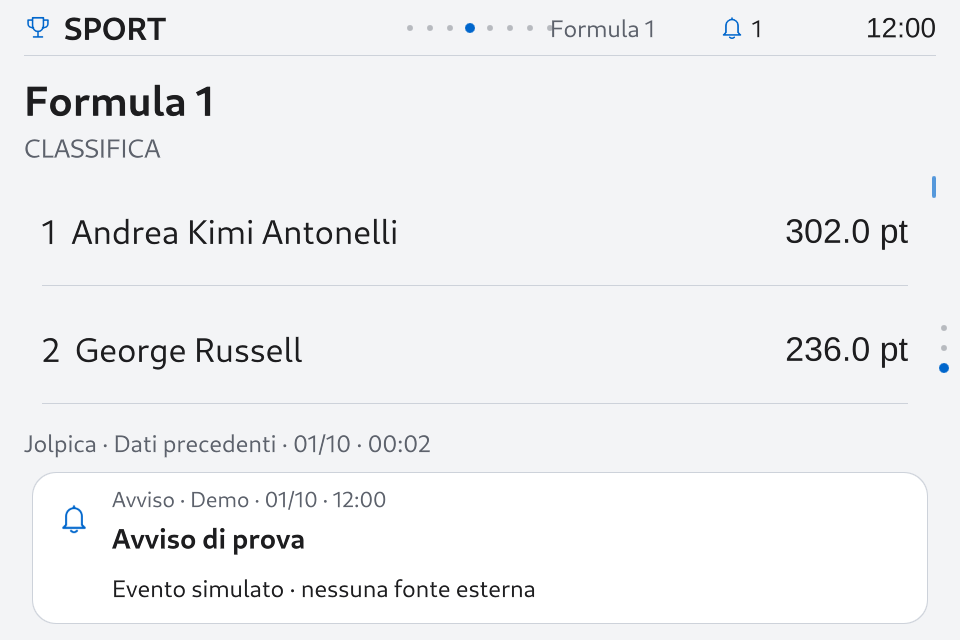 SPORT
Formula 1
1
12:00
Formula 1
CLASSIFICA
1 Andrea Kimi Antonelli 302.0 pt
2 George Russell 236.0 pt
Jolpica · Dati precedenti · 01/10 · 00:02
Avviso · Demo · 01/10 · 12:00
Avviso di prova
Evento simulato · nessuna fonte esterna